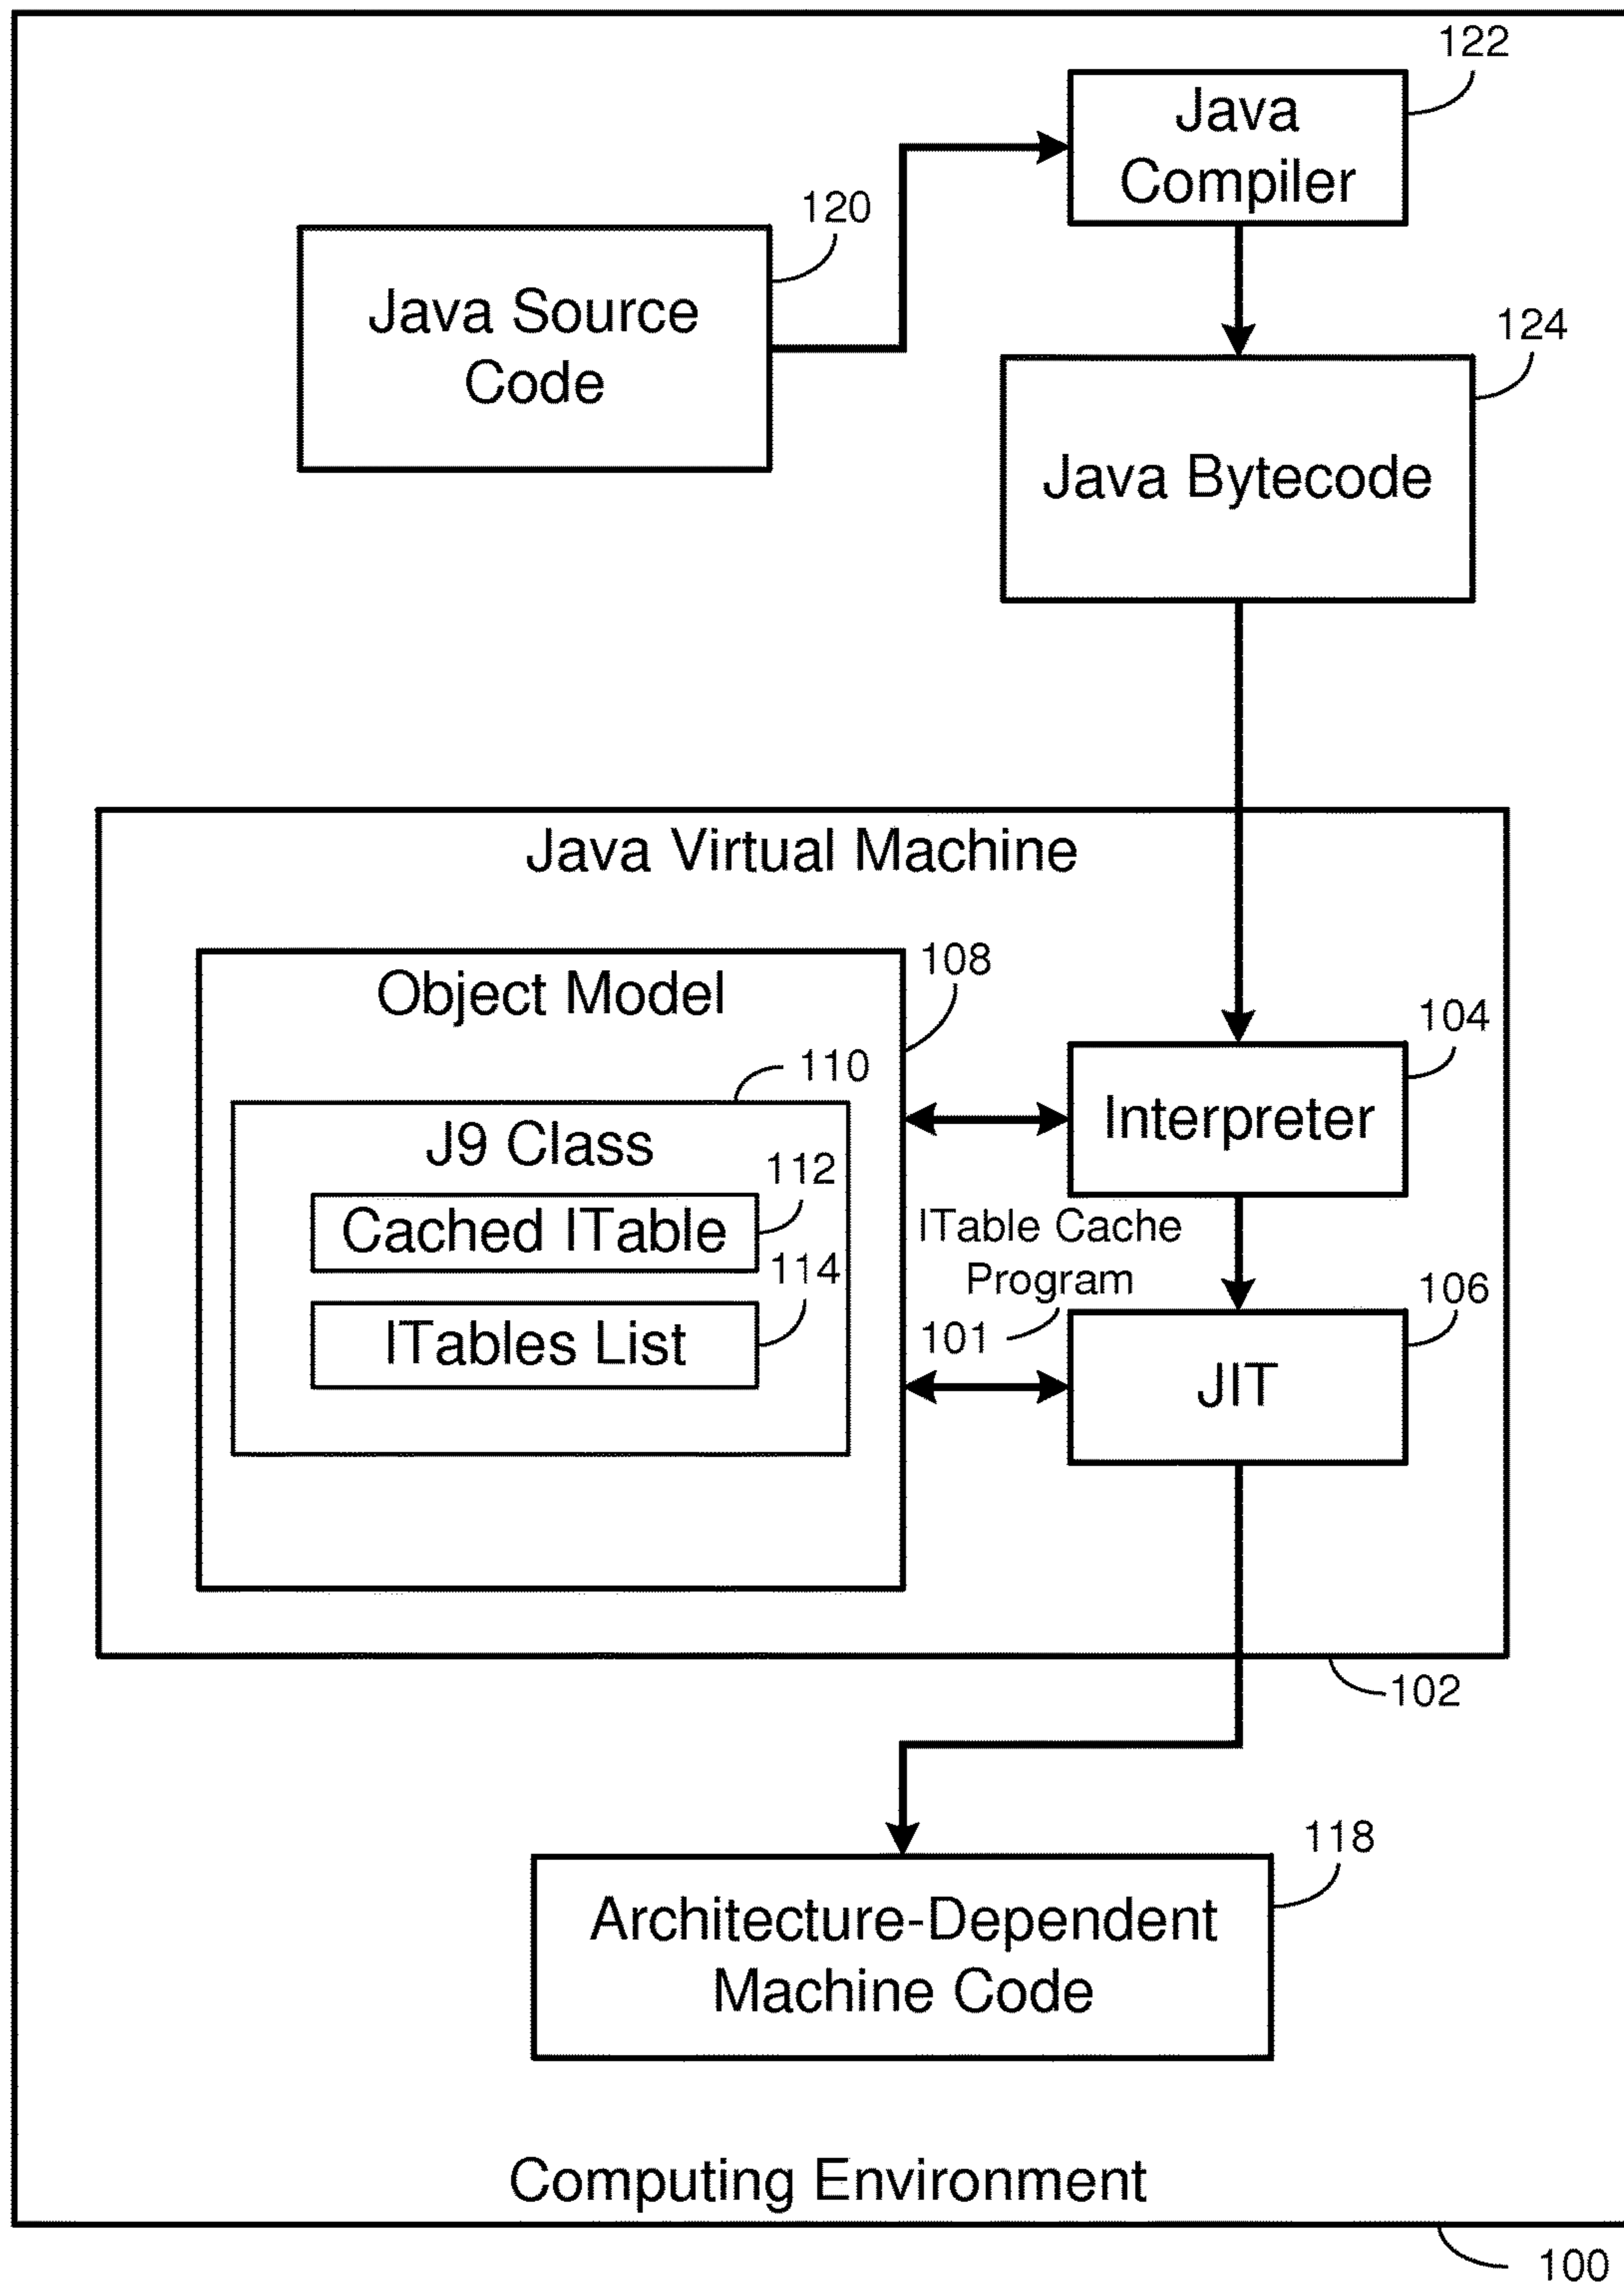 122
Java
Compiler
120
Java Source
Code
124
Java Bytecode
Java Virtual Machine
108
Object Model
104
110
Interpreter
J9 Class
112
Cached ITable
ITable Cache
Program
114
106
101
ITables List
JIT
102
118
Architecture-Dependent
Machine Code
Computing Environment
100